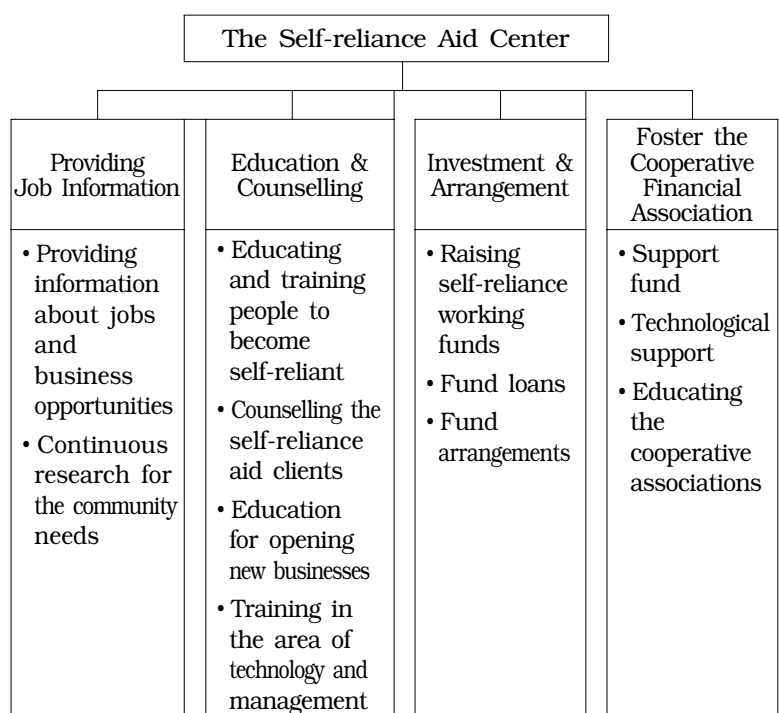 The Self-reliance Aid Center
Providing
Job Information
• Providing
information
about jobs
and
business
opportunities
• Continuous
research for
the community
needs
Education &
Counselling
• Educating
and training
people to
become
self-reliant
• Counselling the
self-reliance
aid clients
• Education
for opening
new businesses
• Training in
the area of
technology and
management
Investment &
Arrangement
• Raising
self-reliance
working
funds
• Fund loans
• Fund
arrangements
Foster the
Cooperative
Financial
Association
• Support
fund
• Technological
support
• Educating
the
cooperative
associations